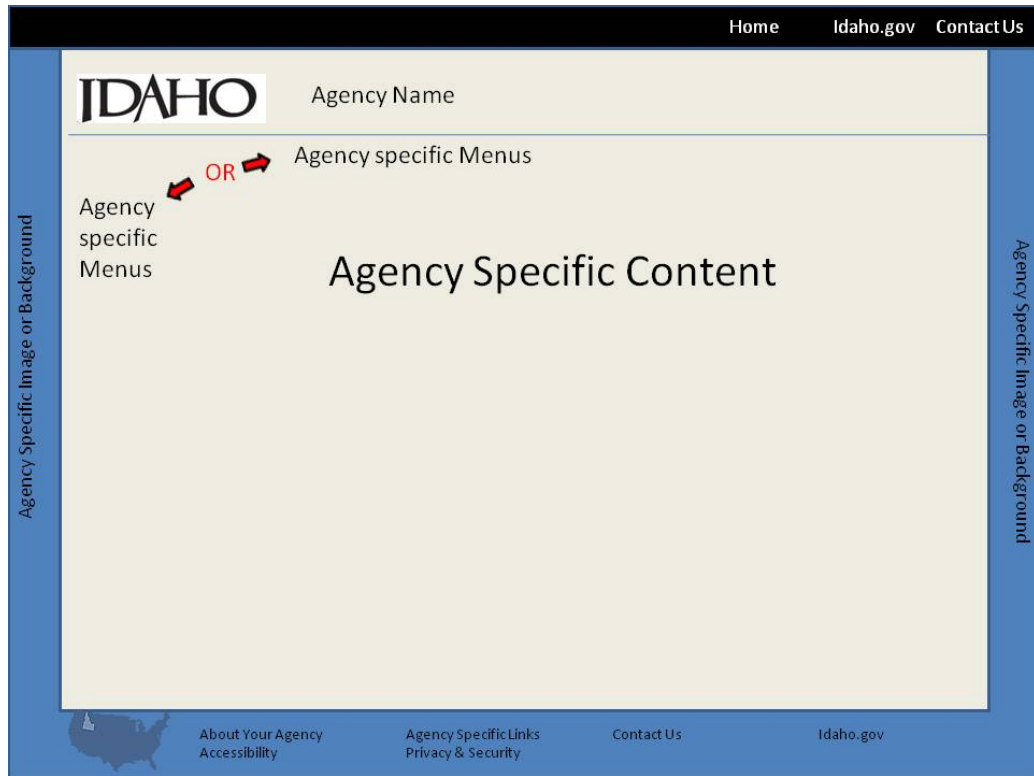 Home Idaho.gov Contact Us
IDAHO
Agency Name
Agency specific Menus
OR
Agency
specific
Menus
Agency Specific Content
Agency Specific Image or Background
Agency Specific Image or Background
About Your Agency
Accessibility
Agency Specific Links
Privacy & Security
Contact Us
Idaho.gov